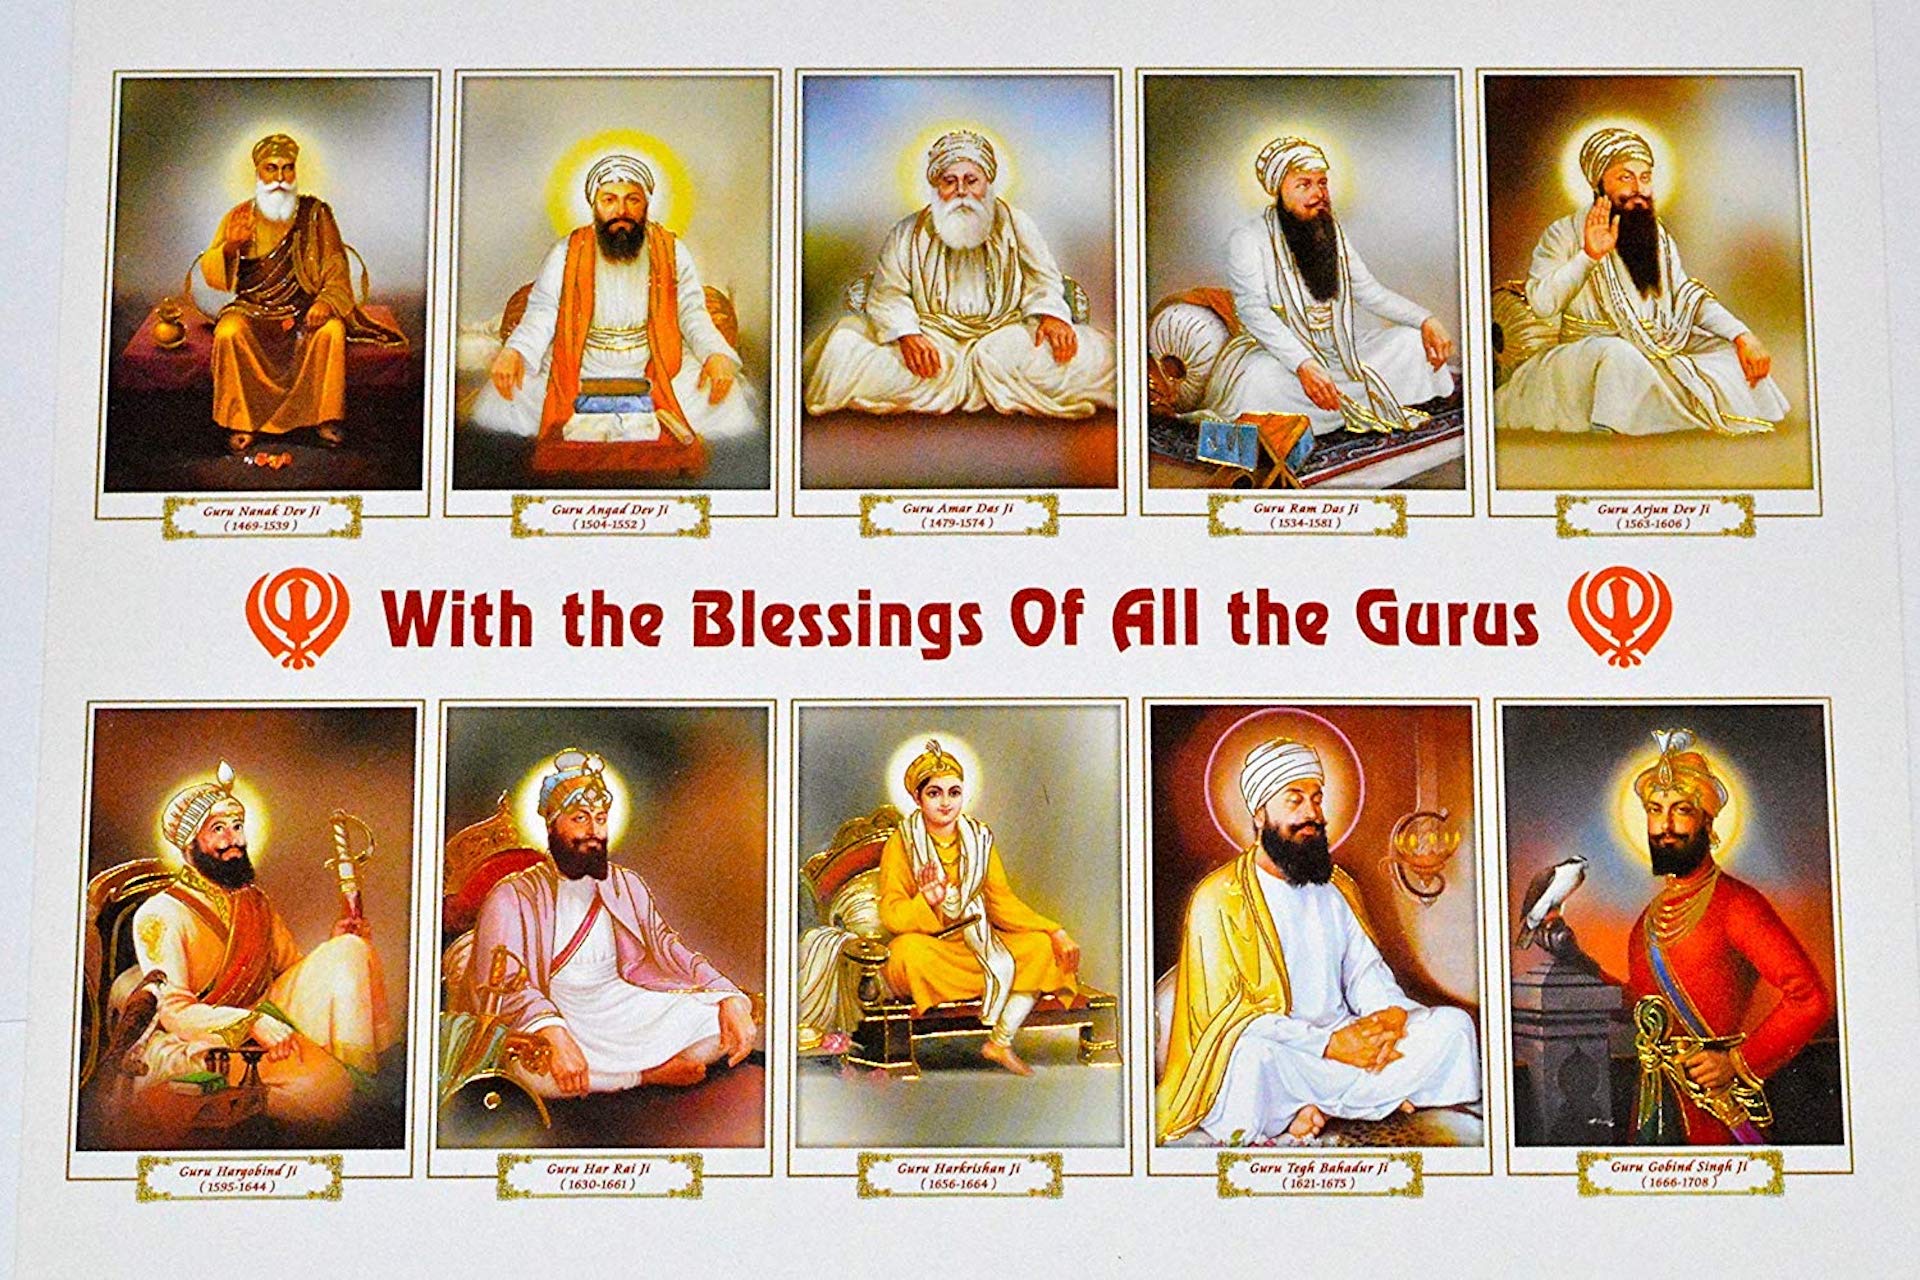 Guru Nanak Dev Ji
(1469-1539)
Guru Angad Dev Ji
(1504-1552)
Guru Amar Das Ji
(1479-1574)
Guru Ram Das Ji
(1534-1581)
Guru Arjun Dev Ji
(1563-1606)
With the Blessings Of All the Gurus
Guru Hargobind Ji
(1595-1644)
Guru Har Rai Ji
(1630-1661)
Guru Harkrishan Ji
(1656-1664)
Guru Tegh Bahadur Ji
(1621-1675)
Guru Gobind Singh Ji
(1666-1708)